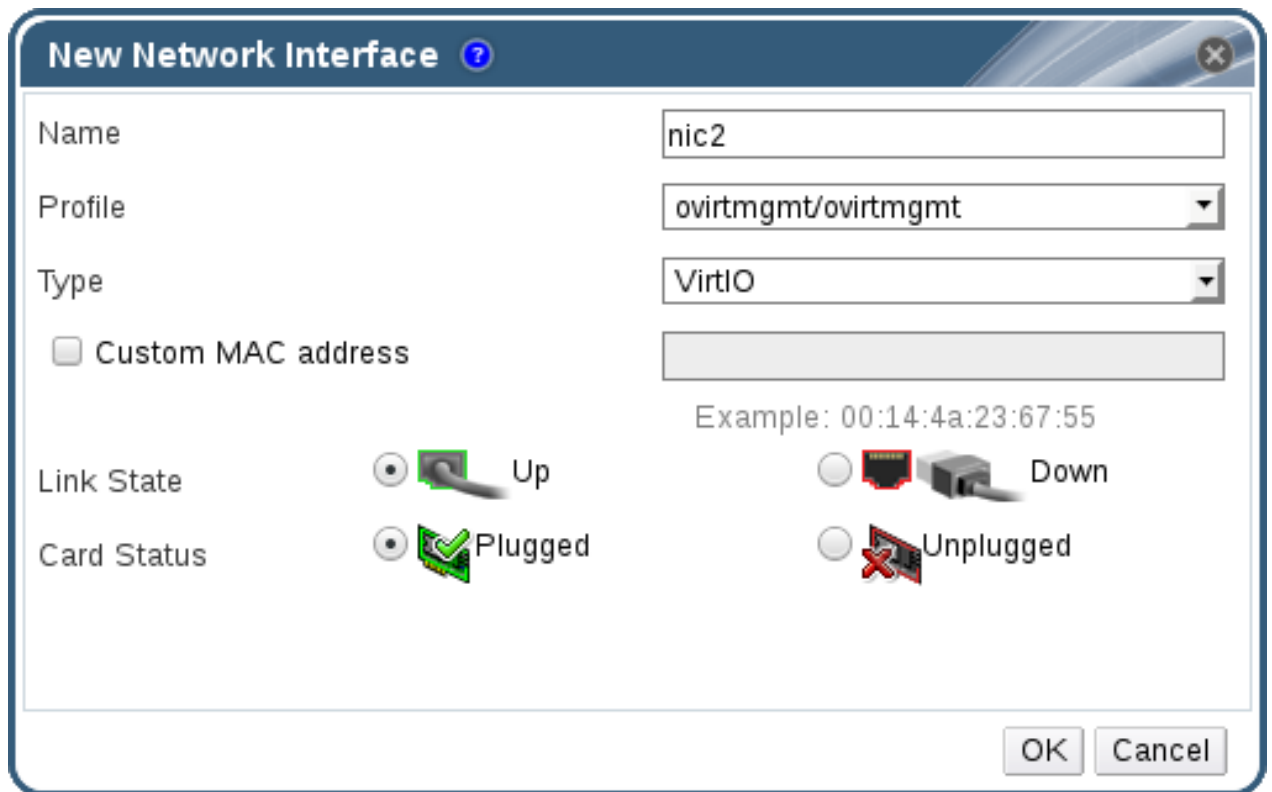 New Network Interface ?
Name nic2
Profile ovirtmgmt/ovirtmgmt
Type VirtIO
Custom MAC address
Example: 00:14:4a:23:67:55
Link State Up Down
Card Status Plugged Unplugged
OK Cancel